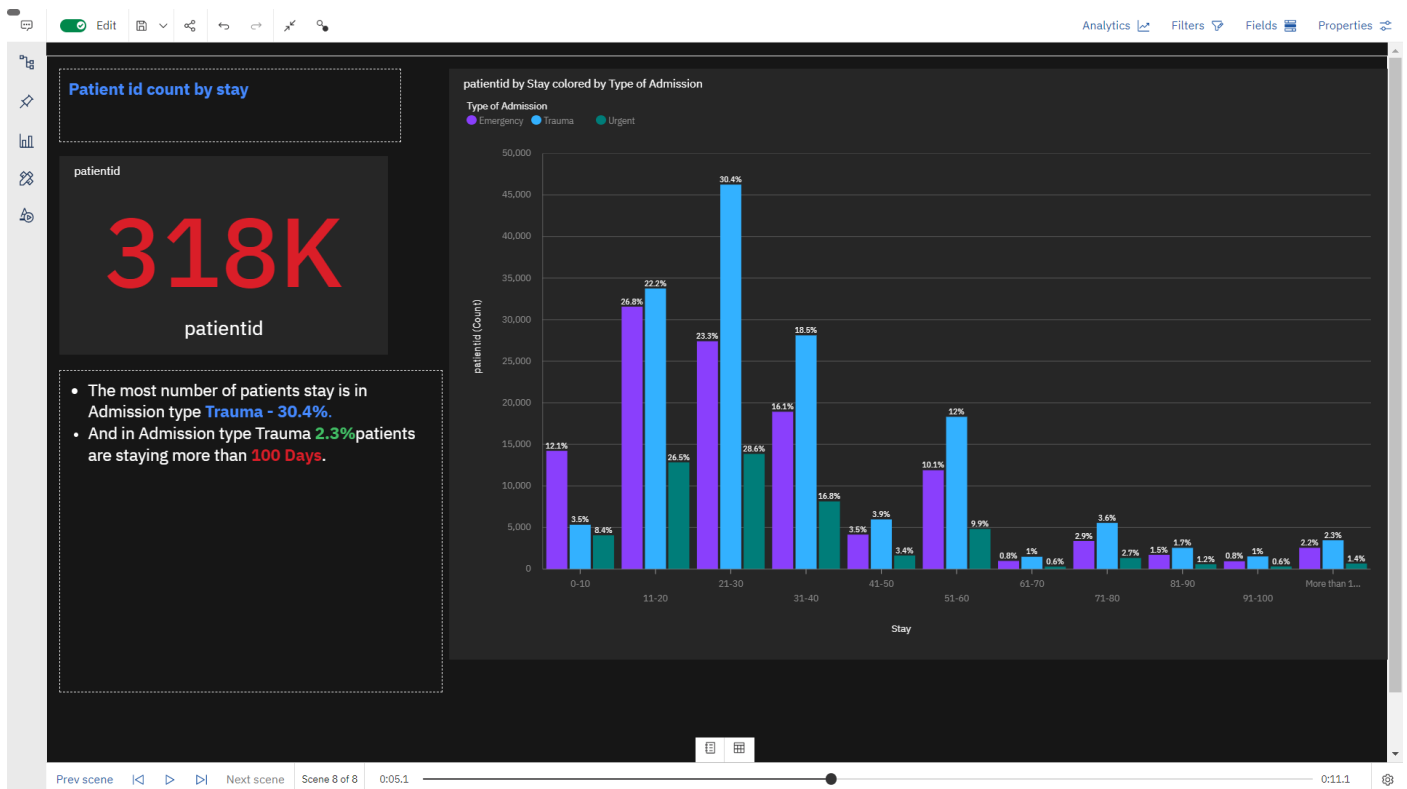 Edit
Analytics
Filters
Fields
Properties
Patient id count by stay
patientid
318K
patientid
• The most number of patients stay is in
Admission type Trauma - 30.4%.
• And in Admission type Trauma 2.3%patients
are staying more than 100 Days.
patientid by Stay colored by Type of Admission
Type of Admission
Emergency Trauma Urgent
patientid (Count)
50,000
45,000
40,000
35,000
30,000
25,000
20,000
15,000
10,000
5,000
0
12.1% 3.5% 8.4%
26.8% 22.2% 26.5%
23.3% 30.4% 28.6%
16.1% 18.5% 16.8%
3.5% 3.9% 3.4%
10.1% 12% 9.9%
0.8% 1% 0.6%
2.9% 3.6% 2.7%
1.5% 1.7% 1.2%
0.8% 1% 0.6%
2.2% 2.3% 1.4%
0-10 11-20 21-30 31-40 41-50 51-60 61-70 71-80 81-90 91-100 More than 1...
Stay
Prev scene
Next scene
Scene 8 of 8
0:05.1
0:11.1